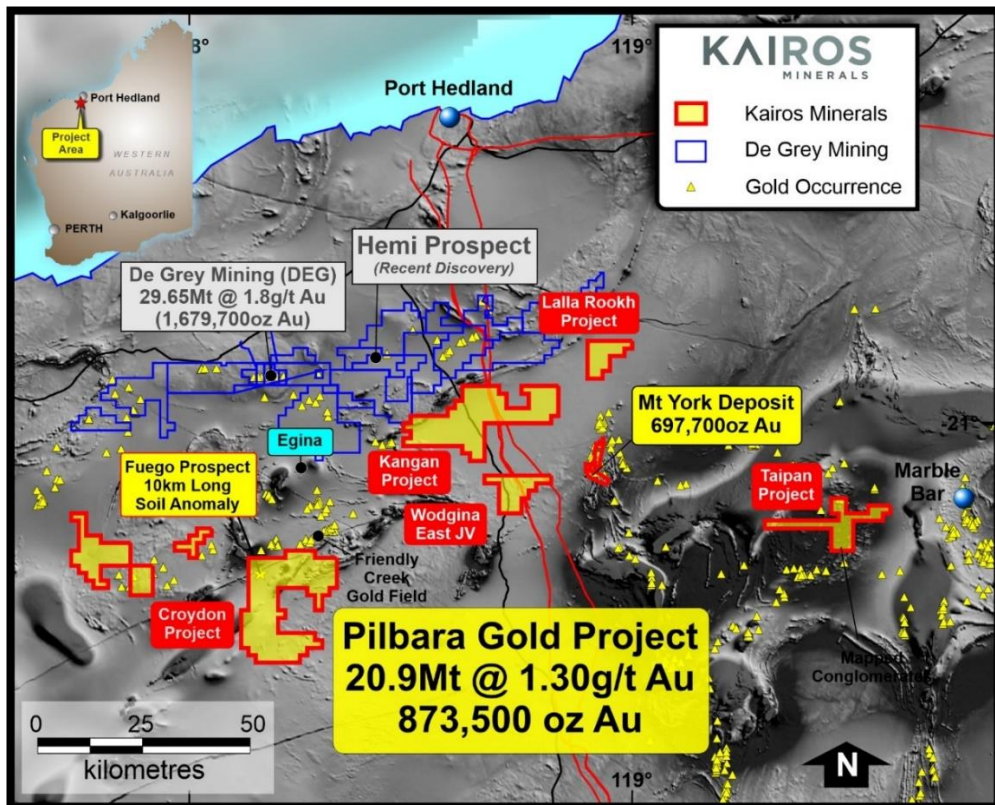 8°
119°
Port Hedland
Project
Area
WESTERN
AUSTRALIA
Kalgoorlie
PERTH
Port Hedland
KAIROS
MINERALS
Kairos Minerals
De Grey Mining
Gold Occurrence
Hemi Prospect
(Recent Discovery)
De Grey Mining (DEG)
29.65Mt @ 1.8g/t Au
(1,679,700oz Au)
Lalla Rookh
Project
Mt York Deposit
697,700oz Au
-21°
Egina
Kangan
Project
Fuego Prospect
10km Long
Soil Anomaly
Taipan
Project
Marble
Bar
Wodgina
East JV
Friendly
Creek
Gold Field
Croydon
Project
Pilbara Gold Project
20.9Mt @ 1.30g/t Au
873,500 oz Au
Mapped
Conglomerates
0 25 50
kilometres
119°
N